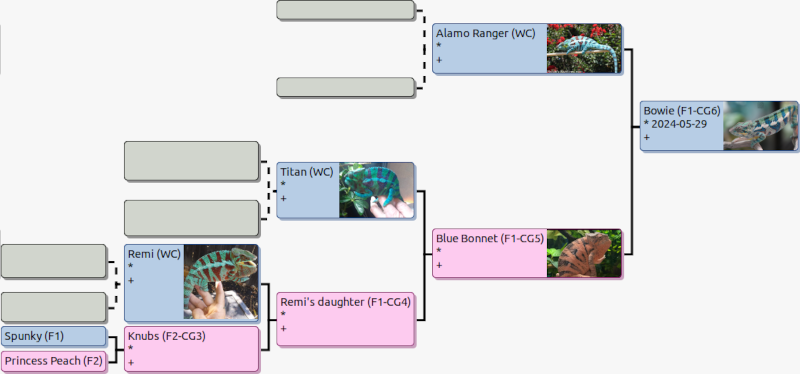 Alamo Ranger (WC)
*
+
Bowie (F1-CG6)
* 2024-05-29
+
Titan (WC)
*
+
Blue Bonnet (F1-CG5)
*
+
Remi (WC)
*
+
Remi's daughter (F1-CG4)
*
+
Spunky (F1)
Knubs (F2-CG3)
*
+
Princess Peach (F2)